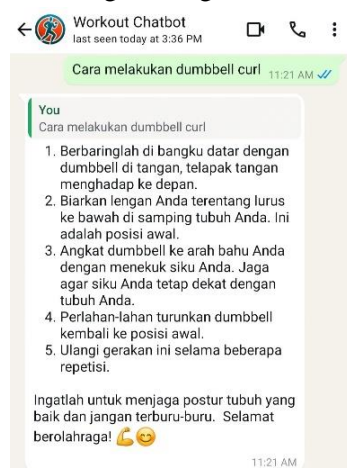 Workout Chatbot
last seen today at 3:36 PM
Cara melakukan dumbbell curl 11:21 AM
You
Cara melakukan dumbbell curl
1. Berbaringlah di bangku datar dengan
dumbbell di tangan, telapak tangan
menghadap ke depan.
2. Biarkan lengan Anda terentang lurus
ke bawah di samping tubuh Anda. Ini
adalah posisi awal.
3. Angkat dumbbell ke arah bahu Anda
dengan menekuk siku Anda. Jaga
agar siku Anda tetap dekat dengan
tubuh Anda.
4. Perlahan-lahan turunkan dumbbell
kembali ke posisi awal.
5. Ulangi gerakan ini selama beberapa
repetisi.
Ingatlah untuk menjaga postur tubuh yang
baik dan jangan terburu-buru. Selamat
berolahraga! 💪😊
11:21 AM